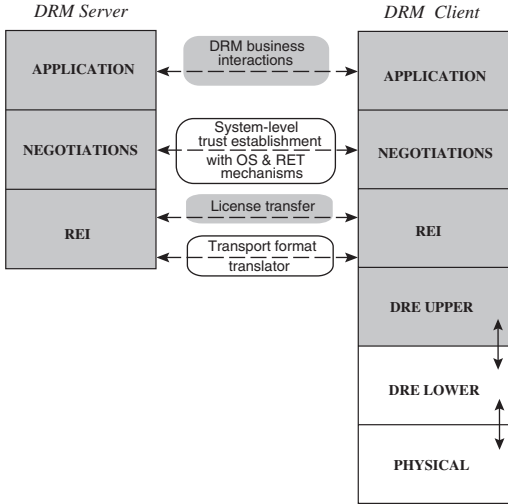 DRM Server
DRM Client
APPLICATION
DRM business
interactions
APPLICATION
NEGOTIATIONS
System-level
trust establishment
with OS & RET
mechanisms
NEGOTIATIONS
REI
License transfer
Transport format
translator
REI
DRE UPPER
DRE LOWER
PHYSICAL